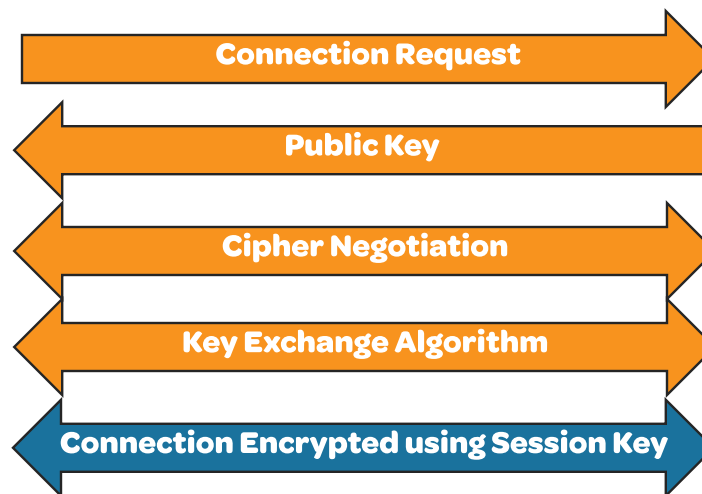 Connection Request
Public Key
Cipher Negotiation
Key Exchange Algorithm
Connection Encrypted using Session Key